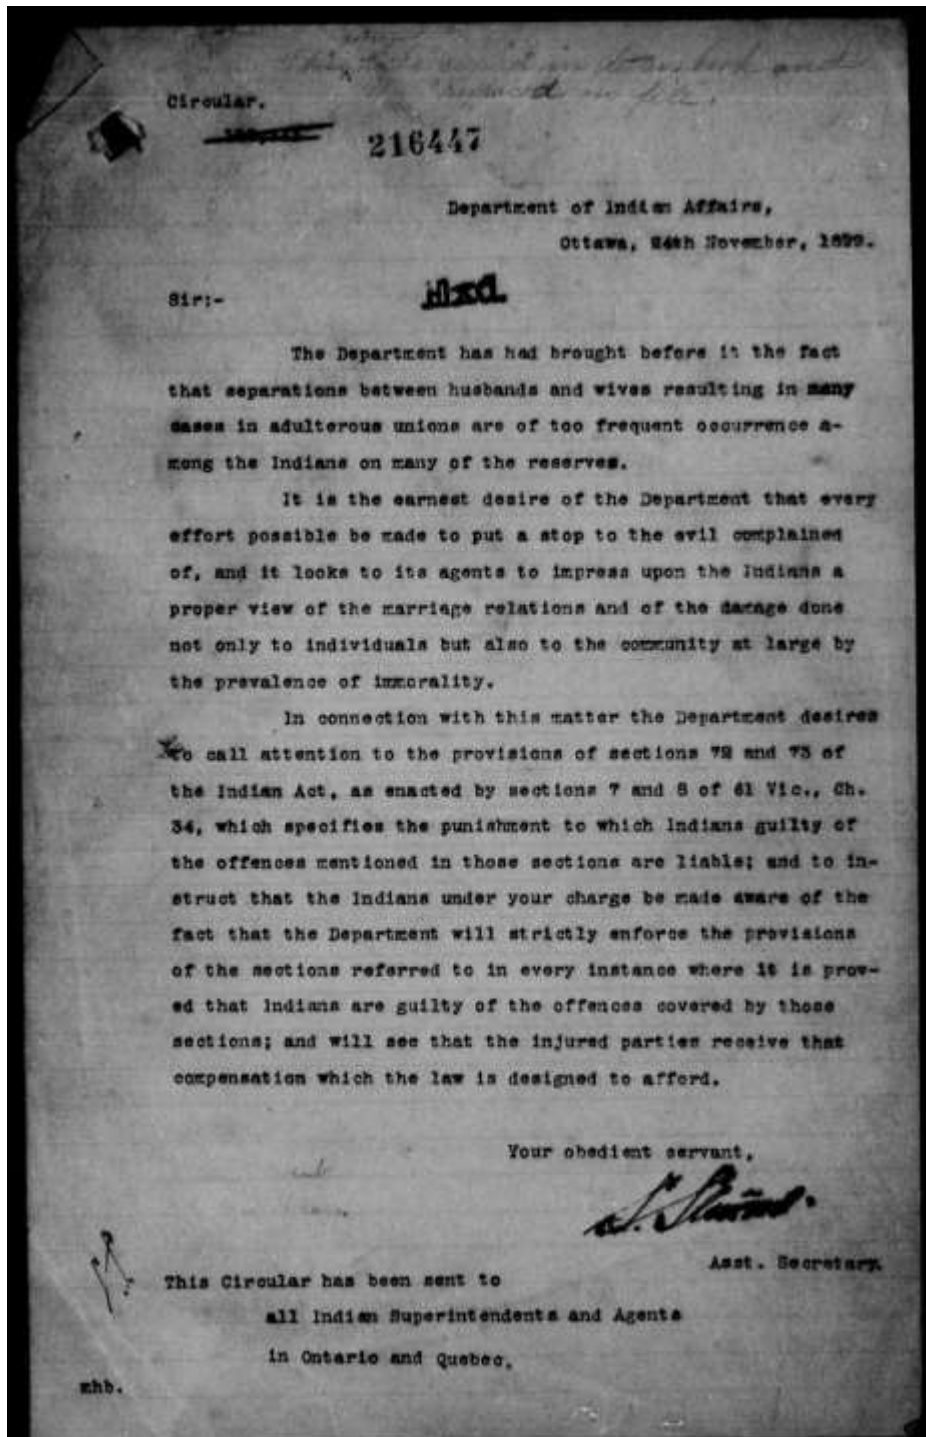 Circular.
216447
Department of Indian Affairs,
Ottawa, 24th November, 1899.
Sir:-
The Department has had brought before it the fact
that separations between husbands and wives resulting in many
cases in adulterous unions are of too frequent occurrence a-
mong the Indians on many of the reserves.
It is the earnest desire of the Department that every
effort possible be made to put a stop to the evil complained
of, and it looks to its agents to impress upon the Indians a
proper view of the marriage relations and of the damage done
not only to individuals but also to the community at large by
the prevalence of immorality.
In connection with this matter the Department desires
to call attention to the provisions of sections 72 and 73 of
the Indian Act, as enacted by sections 7 and 8 of 61 Vic., Ch.
34, which specifies the punishment to which Indians guilty of
the offences mentioned in those sections are liable; and to in-
struct that the Indians under your charge be made aware of the
fact that the Department will strictly enforce the provisions
of the sections referred to in every instance where it is prov-
ed that Indians are guilty of the offences covered by those
sections; and will see that the injured parties receive that
compensation which the law is designed to afford.
Your obedient servant,
S. Stewart.
Asst. Secretary.
This Circular has been sent to
all Indian Superintendents and Agents
in Ontario and Quebec.
mhb.